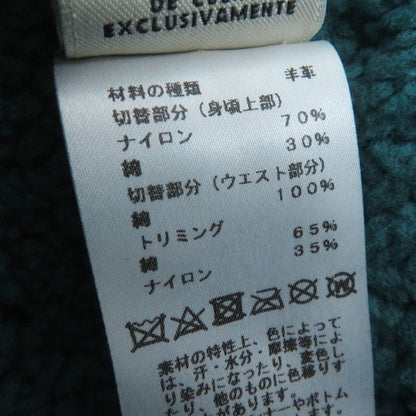 EXCLUSIVAMENTE
材料の種類 羊革
切替部分（身頃上部）
ナイロン 70%
綿 30%
切替部分（ウエスト部分）
綿 100%
トリミング
綿 65%
ナイロン 35%
素材の特性上、色によって
は、汗・水分・摩擦等によ
り染みになったり、変色し
たり、他のものに色移りす